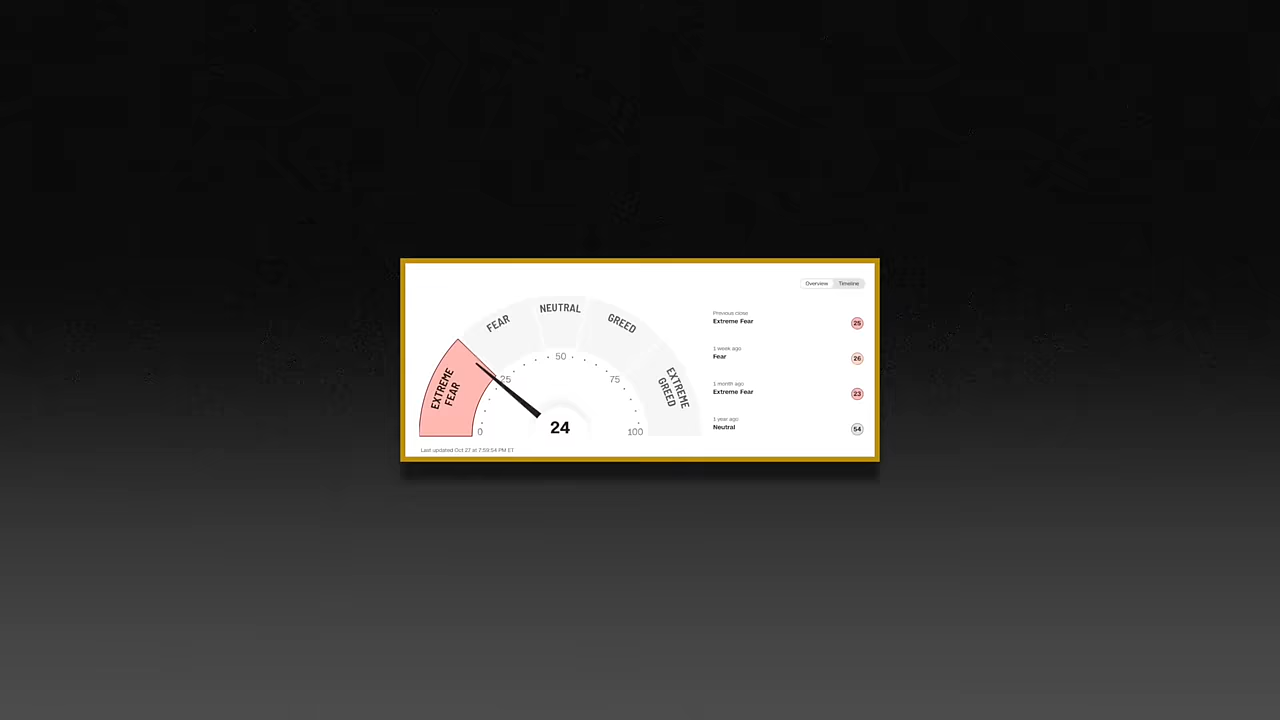 Overview Timeline
EXTREME
FEAR
FEAR
NEUTRAL
GREED
EXTREME
GREED
0
25
50
75
100
24
Last updated Oct 27 at 7:59:54 PM ET
Previous close
Extreme Fear 25
1 week ago
Fear 26
1 month ago
Extreme Fear 23
1 year ago
Neutral 54